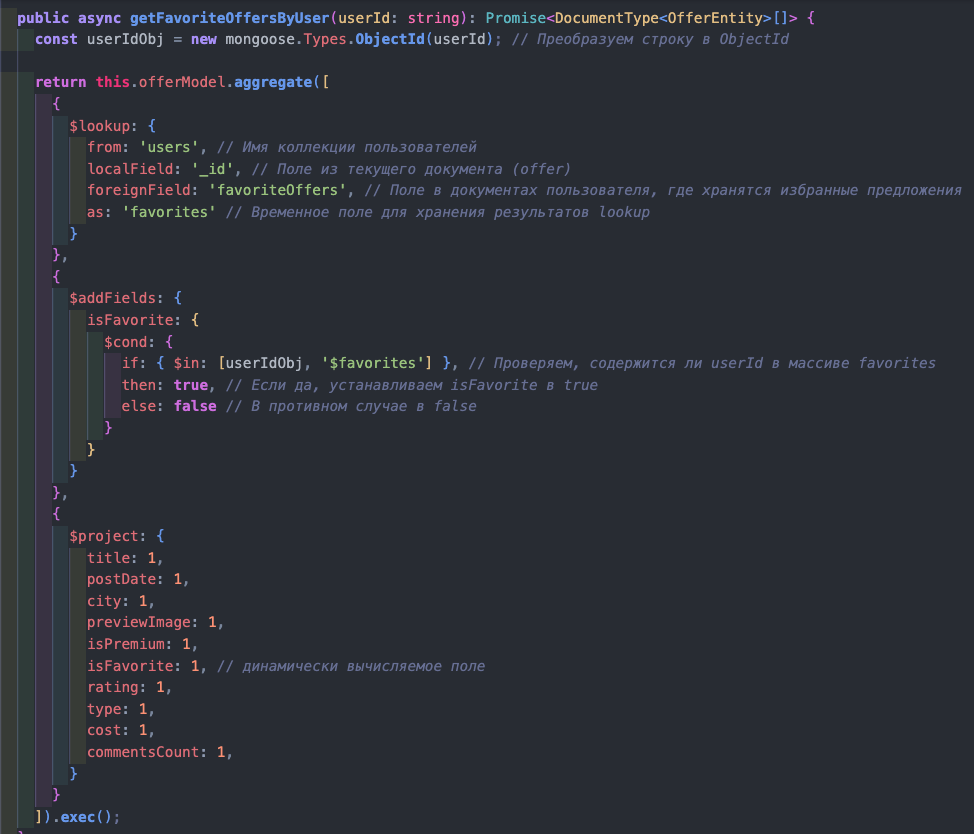 public async getFavoriteOffersByUser(userId: string): Promise<DocumentType<OfferEntity>[]> {
const userIdObj = new mongoose.Types.ObjectId(userId); // Преобразуем строку в ObjectId
return this.offerModel.aggregate([
{
$lookup: {
from: 'users', // Имя коллекции пользователей
localField: '_id', // Поле из текущего документа (offer)
foreignField: 'favoriteOffers', // Поле в документах пользователя, где хранятся избранные предложения
as: 'favorites' // Временное поле для хранения результатов lookup
}
},
{
$addFields: {
isFavorite: {
$cond: {
if: { $in: [userIdObj, '$favorites'] }, // Проверяем, содержится ли userId в массиве favorites
then: true, // Если да, устанавливаем isFavorite в true
else: false // В противном случае в false
}
}
}
},
{
$project: {
title: 1,
postDate: 1,
city: 1,
previewImage: 1,
isPremium: 1,
isFavorite: 1, // динамически вычисляемое поле
rating: 1,
type: 1,
cost: 1,
commentsCount: 1,
}
}
]).exec();